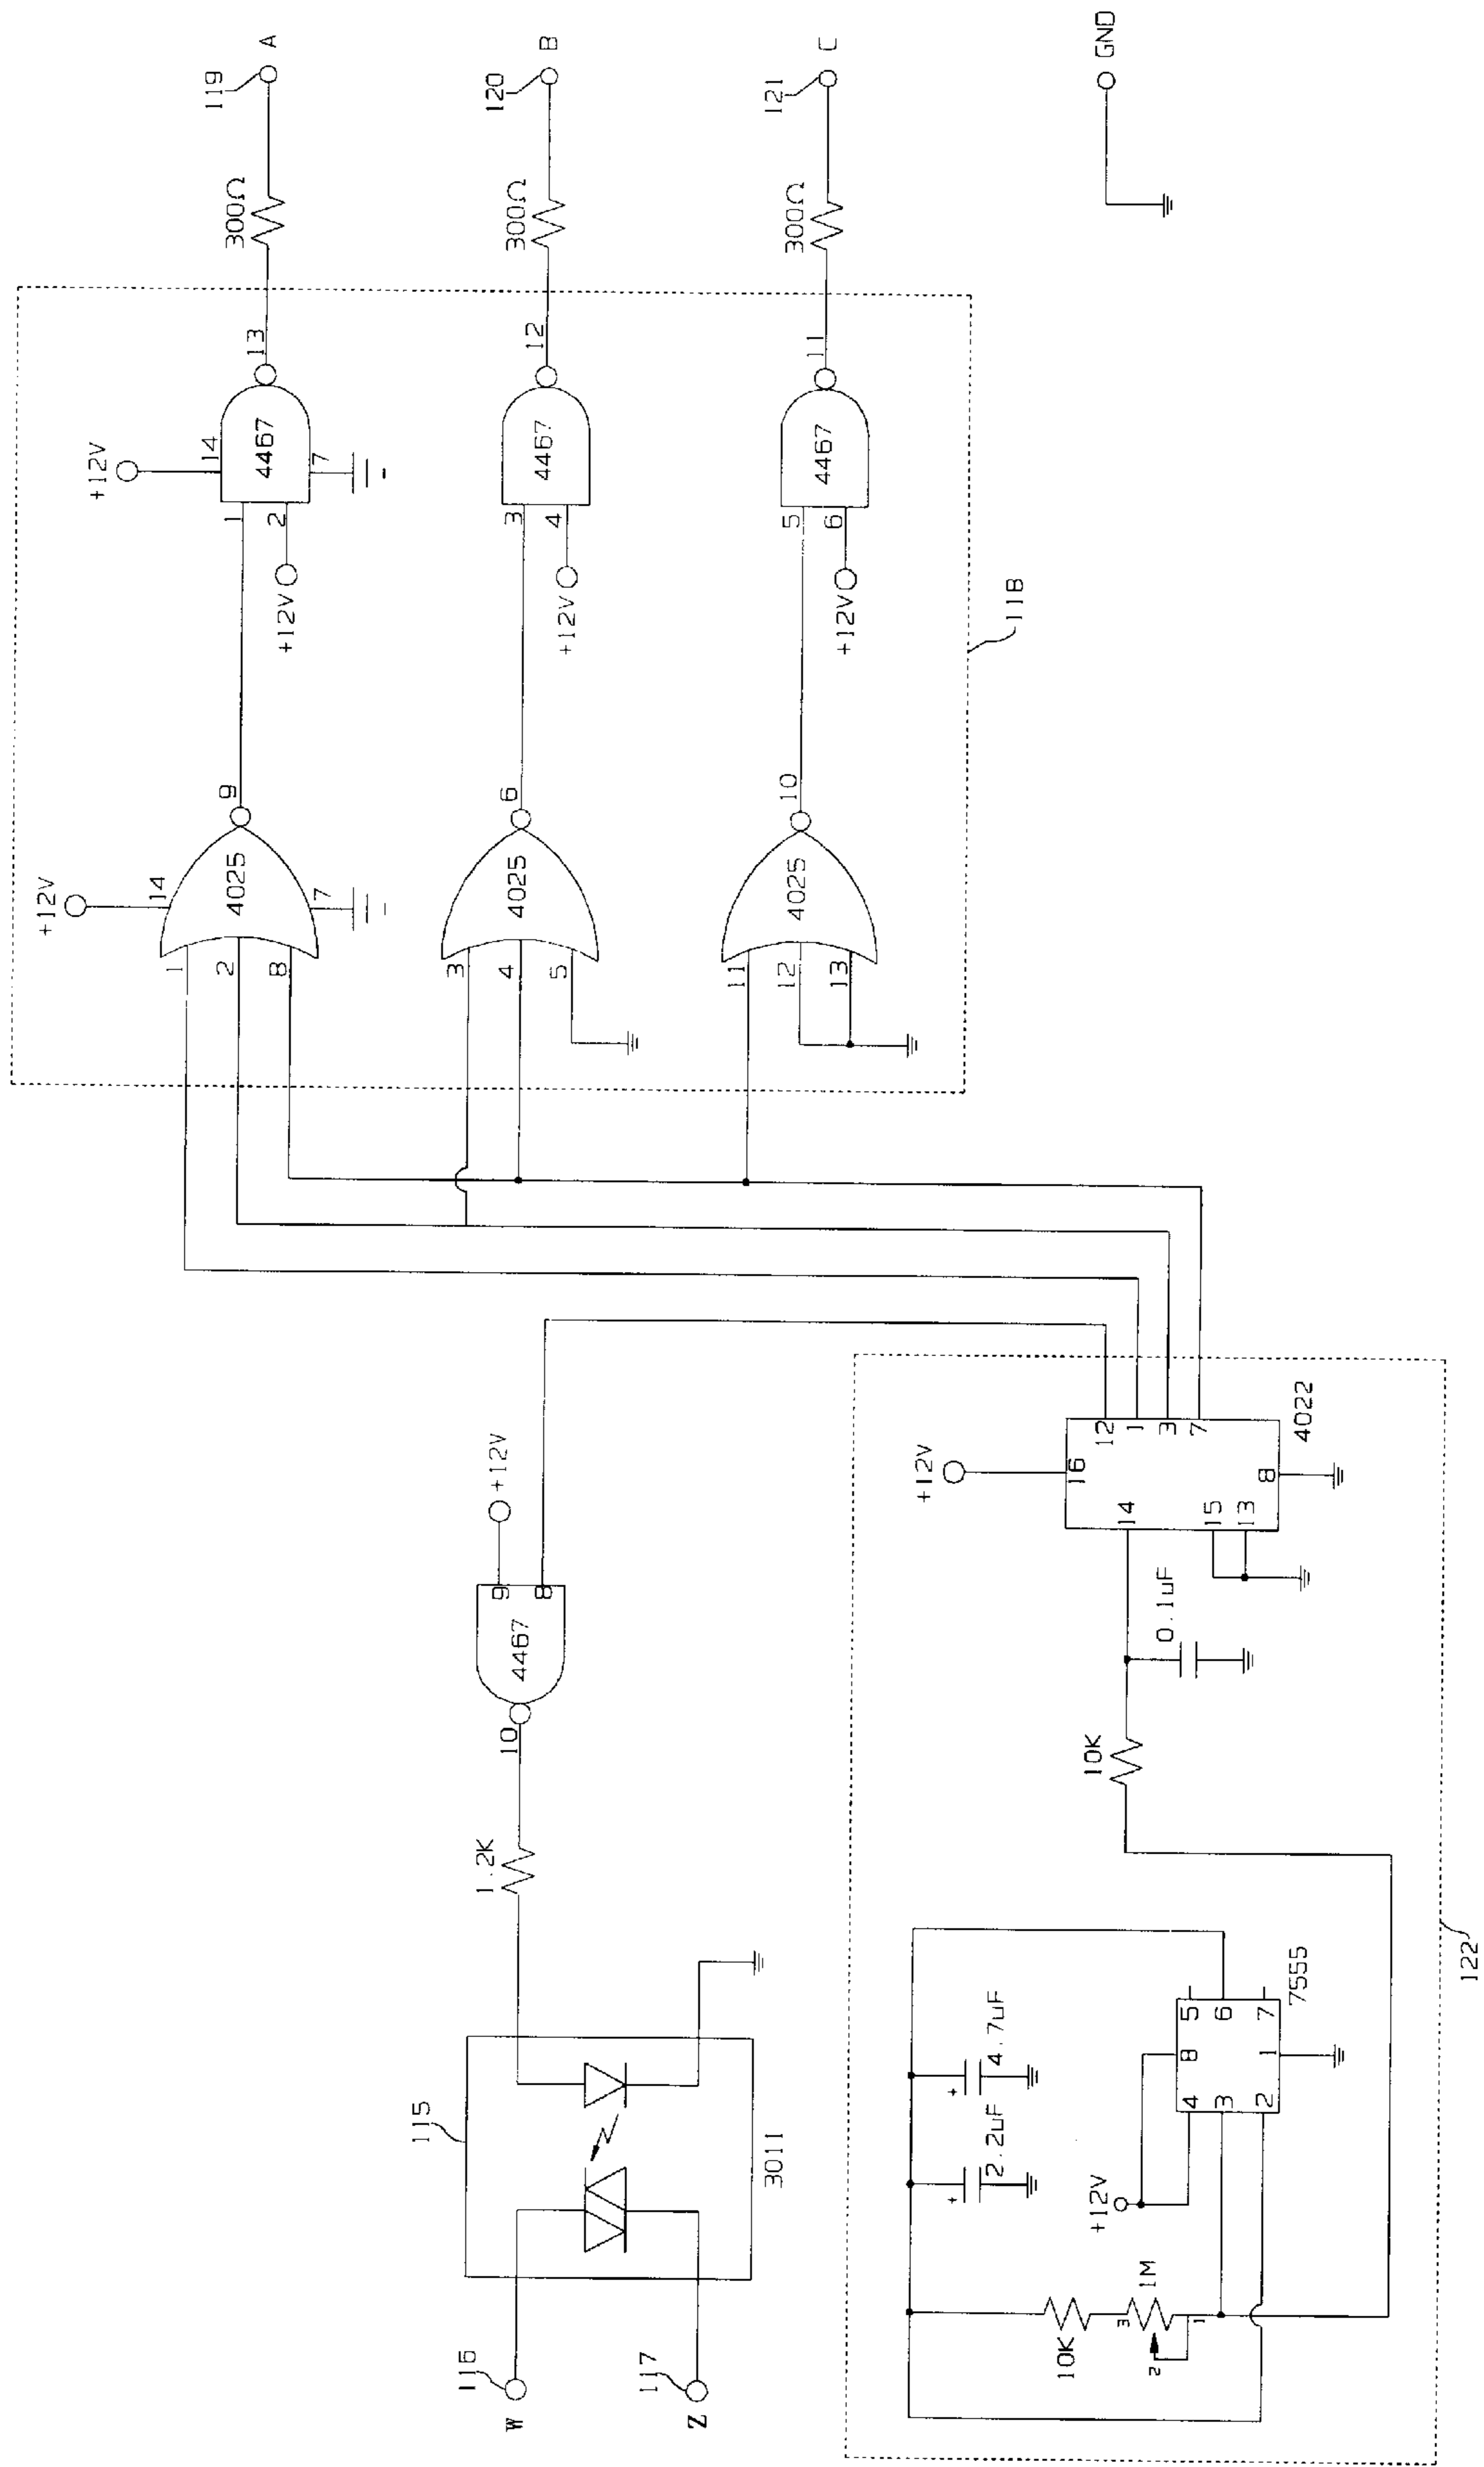 +12V
14
1
2
8
4025
7
9
+12V
14
1
2
+12V
4467
7
13
300Ω
119
A
3
4
5
4025
6
3
4
+12V
4467
12
300Ω
120
B
11
12
13
4025
10
5
6
+12V
4467
11
300Ω
121
C
118
GND
W
116
Z
117
115
3011
1.2K
10
4467
9
8
+12V
10K
1M
3
2
1
2.2uF
+
4.7uF
+
+12V
4
3
2
8
1
5
6
7
7555
10K
0.1uF
+12V
16
14
15
13
8
12
1
3
7
4022
122